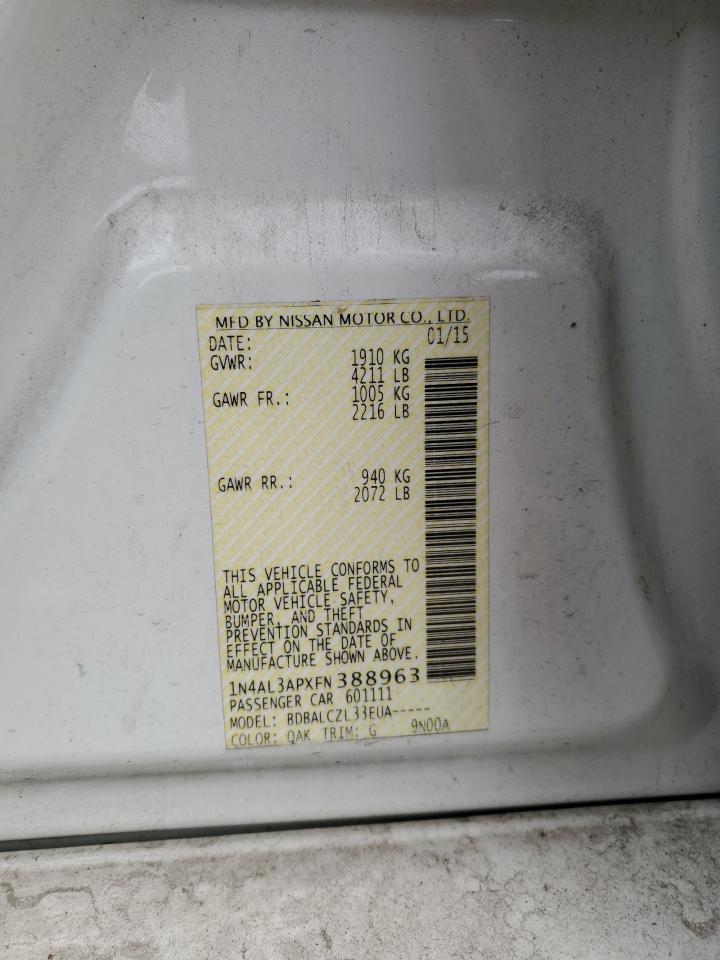 MFD BY NISSAN MOTOR CO., LTD.
DATE: 01/15
GVWR: 1910 KG
4211 LB
GAWR FR.: 1005 KG
2216 LB
GAWR RR.: 940 KG
2072 LB
THIS VEHICLE CONFORMS TO
ALL APPLICABLE FEDERAL
MOTOR VEHICLE SAFETY,
BUMPER, AND THEFT
PREVENTION STANDARDS IN
EFFECT ON THE DATE OF
MANUFACTURE SHOWN ABOVE.
1N4AL3APXFN388963
PASSENGER CAR 601111
MODEL: BDBALCZL33EUA-----
COLOR: QAK TRIM: G 9N00A